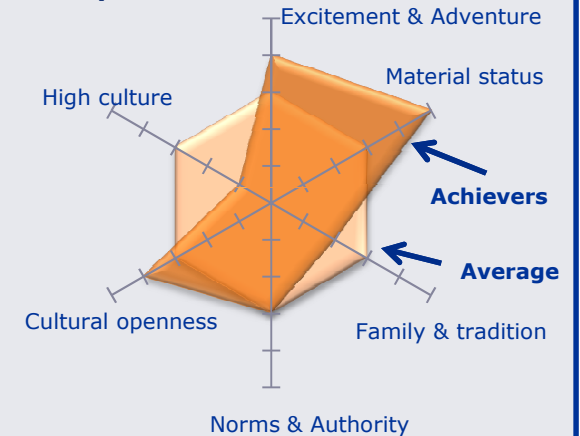 Excitement & Adventure
Material status
High culture
Achievers
Average
Cultural openness
Family & tradition
Norms & Authority